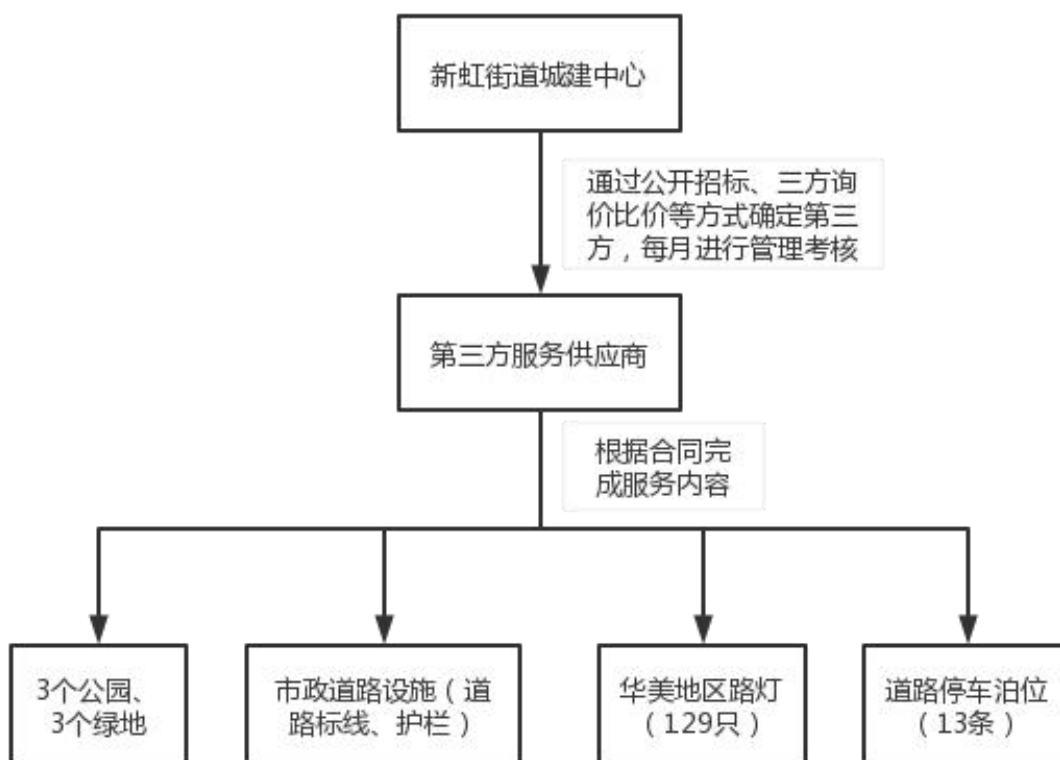 新虹街道城建中心
通过公开招标、三方询
价比价等方式确定第三
方，每月进行管理考核
第三方服务供应商
根据合同完
成服务内容
3个公园、
3个绿地
市政道路设施（道
路标线、护栏）
华美地区路灯
（129只）
道路停车泊位
（13条）